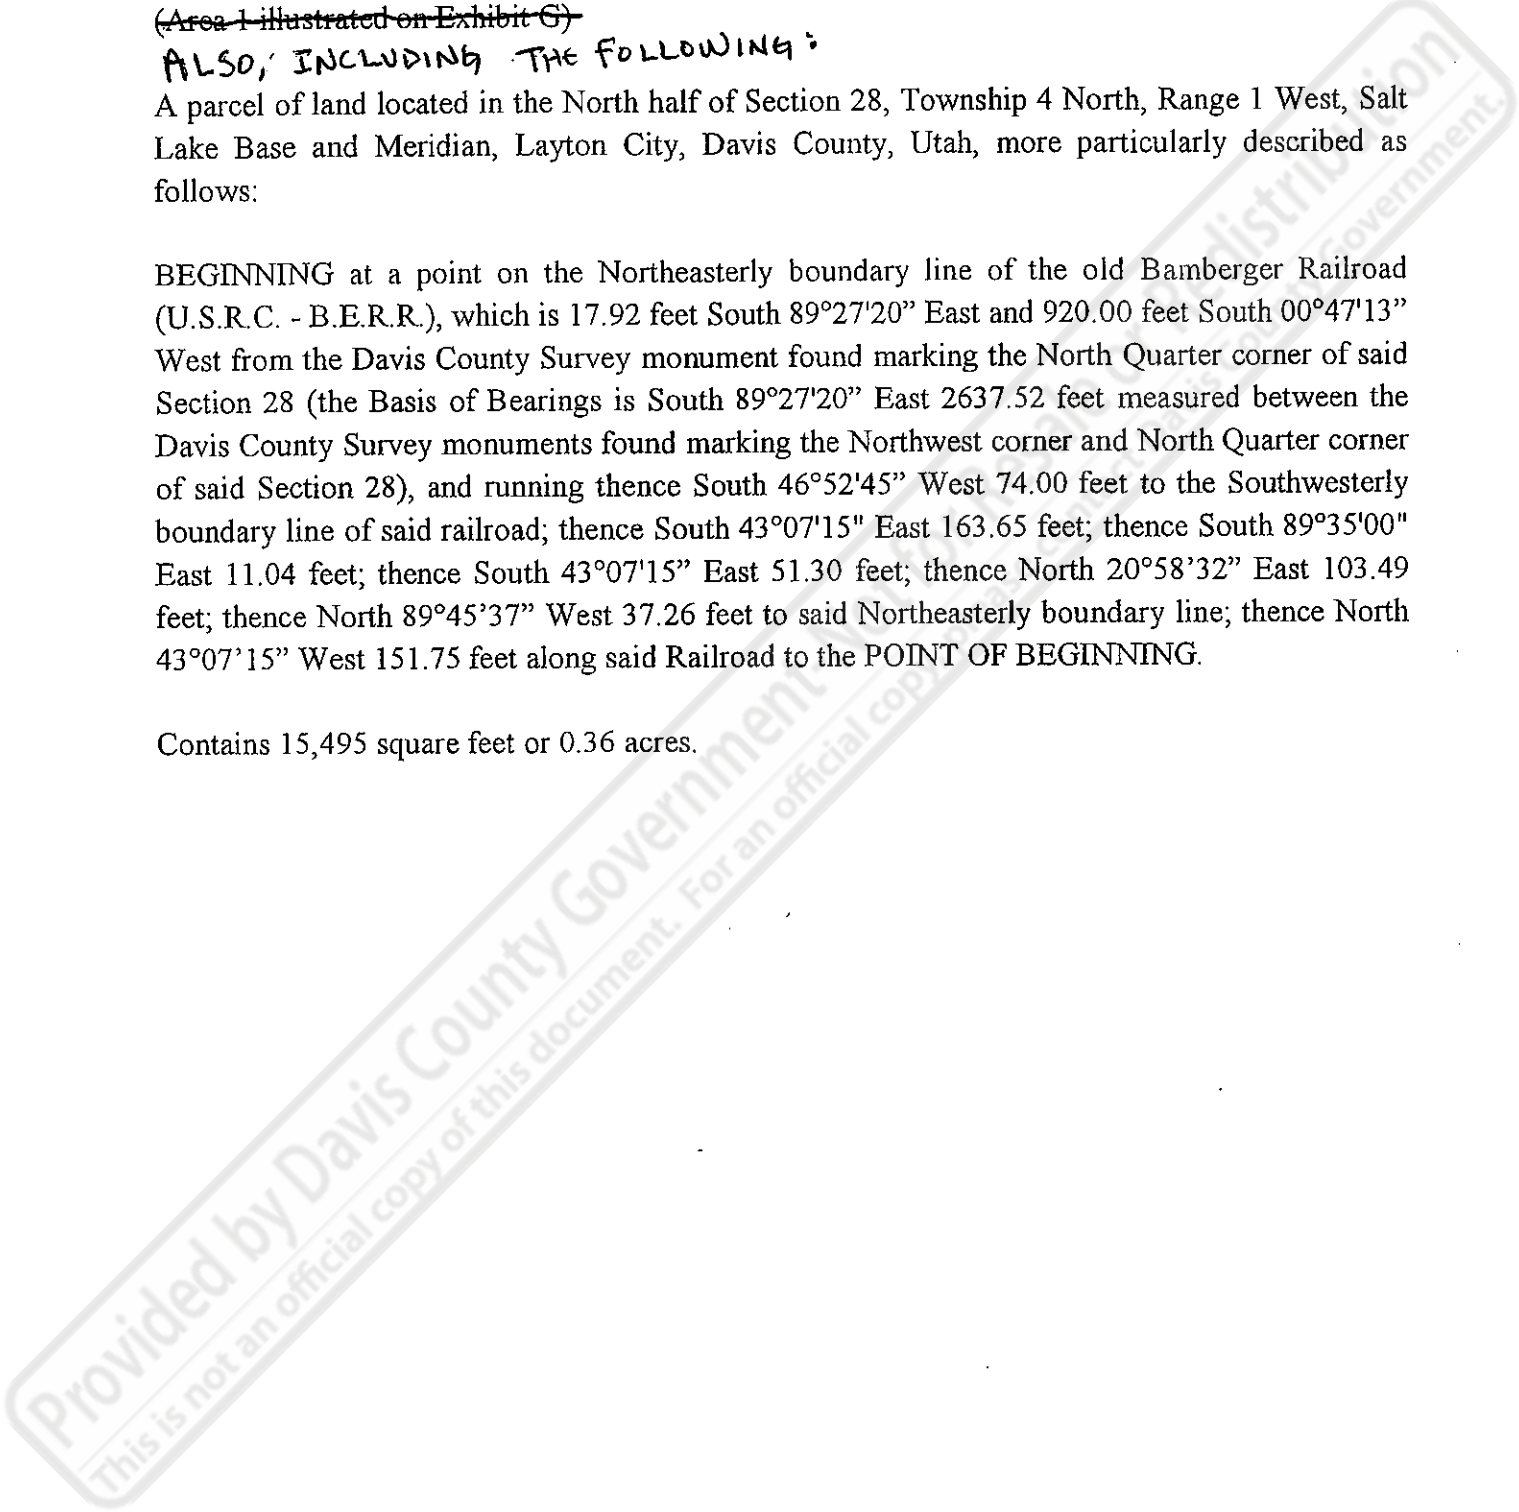 (Area 1 illustrated on Exhibit G)
ALSO, INCLUDING THE FOLLOWING:
A parcel of land located in the North half of Section 28, Township 4 North, Range 1 West, Salt
Lake Base and Meridian, Layton City, Davis County, Utah, more particularly described as
follows:
BEGINNING at a point on the Northeasterly boundary line of the old Bamberger Railroad
(U.S.R.C. - B.E.R.R.), which is 17.92 feet South 89°27'20” East and 920.00 feet South 00°47'13”
West from the Davis County Survey monument found marking the North Quarter corner of said
Section 28 (the Basis of Bearings is South 89°27'20” East 2637.52 feet measured between the
Davis County Survey monuments found marking the Northwest corner and North Quarter corner
of said Section 28), and running thence South 46°52'45” West 74.00 feet to the Southwesterly
boundary line of said railroad; thence South 43°07'15" East 163.65 feet; thence South 89°35'00"
East 11.04 feet; thence South 43°07'15” East 51.30 feet; thence North 20°58’32” East 103.49
feet; thence North 89°45’37” West 37.26 feet to said Northeasterly boundary line; thence North
43°07’15” West 151.75 feet along said Railroad to the POINT OF BEGINNING.
Contains 15,495 square feet or 0.36 acres.
Provided by Davis County Government-Not for Resale or Redistribution
This is not an official copy of this document. For an official copy please contact Davis County Government.